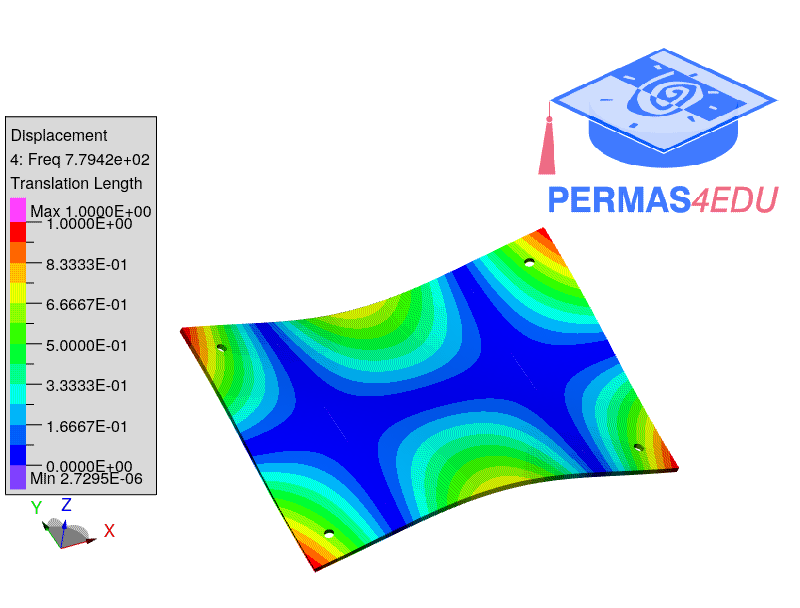 PERMAS4EDU
Displacement
4: Freq 7.7942e+02
Translation Length
Max 1.0000E+00
1.0000E+00
8.3333E-01
6.6667E-01
5.0000E-01
3.3333E-01
1.6667E-01
0.0000E+00
Min 2.7295E-06
Y
Z
X